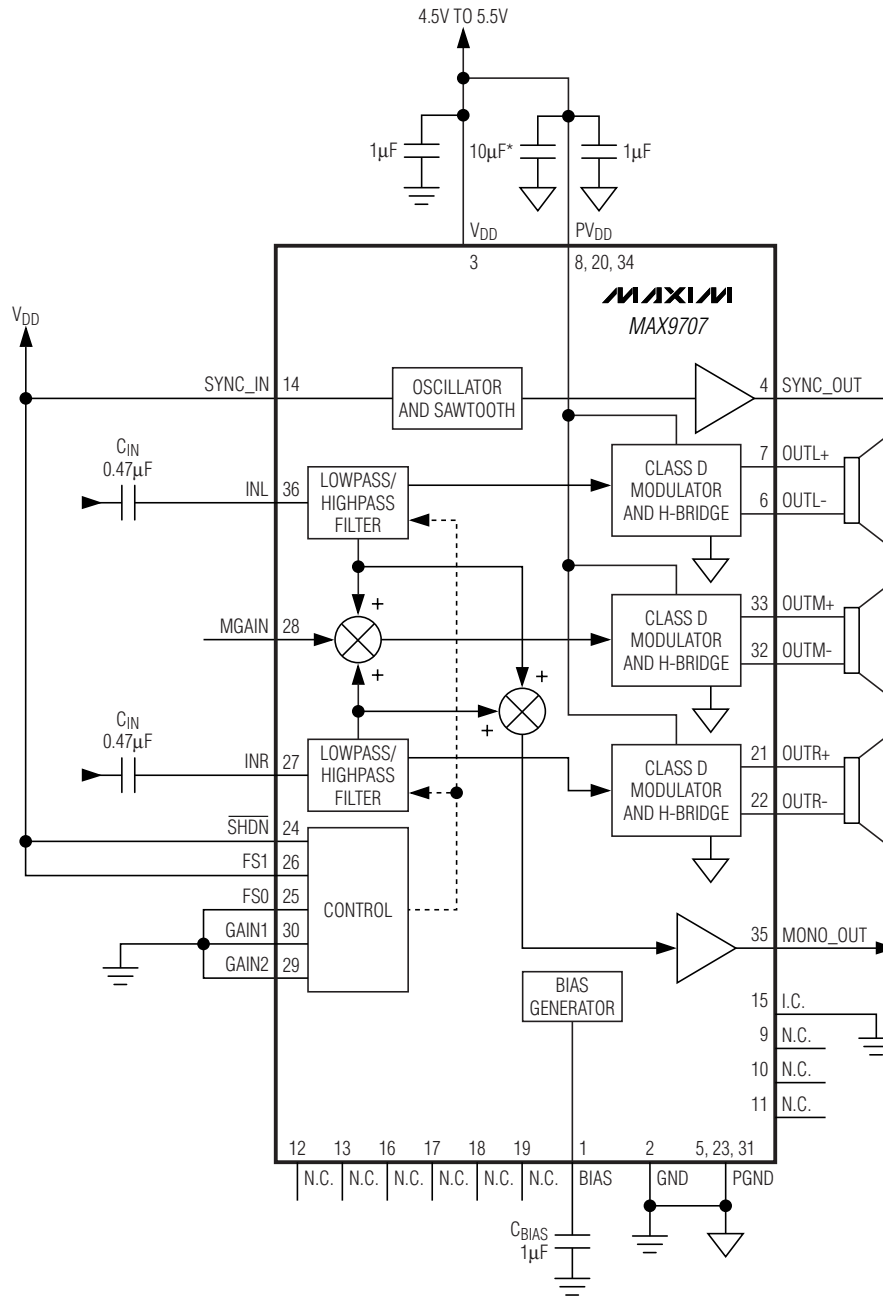 4.5V TO 5.5V
1µF
10µF*
1µF
VDD
PVDD
3
8, 20, 34
MAXIM
MAX9707
VDD
SYNC_IN
14
OSCILLATOR
AND SAWTOOTH
4
SYNC_OUT
CIN
0.47µF
INL
36
LOWPASS/
HIGHPASS
FILTER
CLASS D
MODULATOR
AND H-BRIDGE
7
OUTL+
6
OUTL-
+
MGAIN
28
+
CLASS D
MODULATOR
AND H-BRIDGE
33
OUTM+
32
OUTM-
+
+
CIN
0.47µF
INR
27
LOWPASS/
HIGHPASS
FILTER
CLASS D
MODULATOR
AND H-BRIDGE
21
OUTR+
22
OUTR-
SHDN
24
FS1
26
FS0
25
GAIN1
30
GAIN2
29
CONTROL
35
MONO_OUT
BIAS
GENERATOR
15
I.C.
9
N.C.
10
N.C.
11
N.C.
12
13
16
17
18
19
1
2
5, 23, 31
N.C.
N.C.
N.C.
N.C.
N.C.
N.C.
BIAS
GND
PGND
CBIAS
1µF